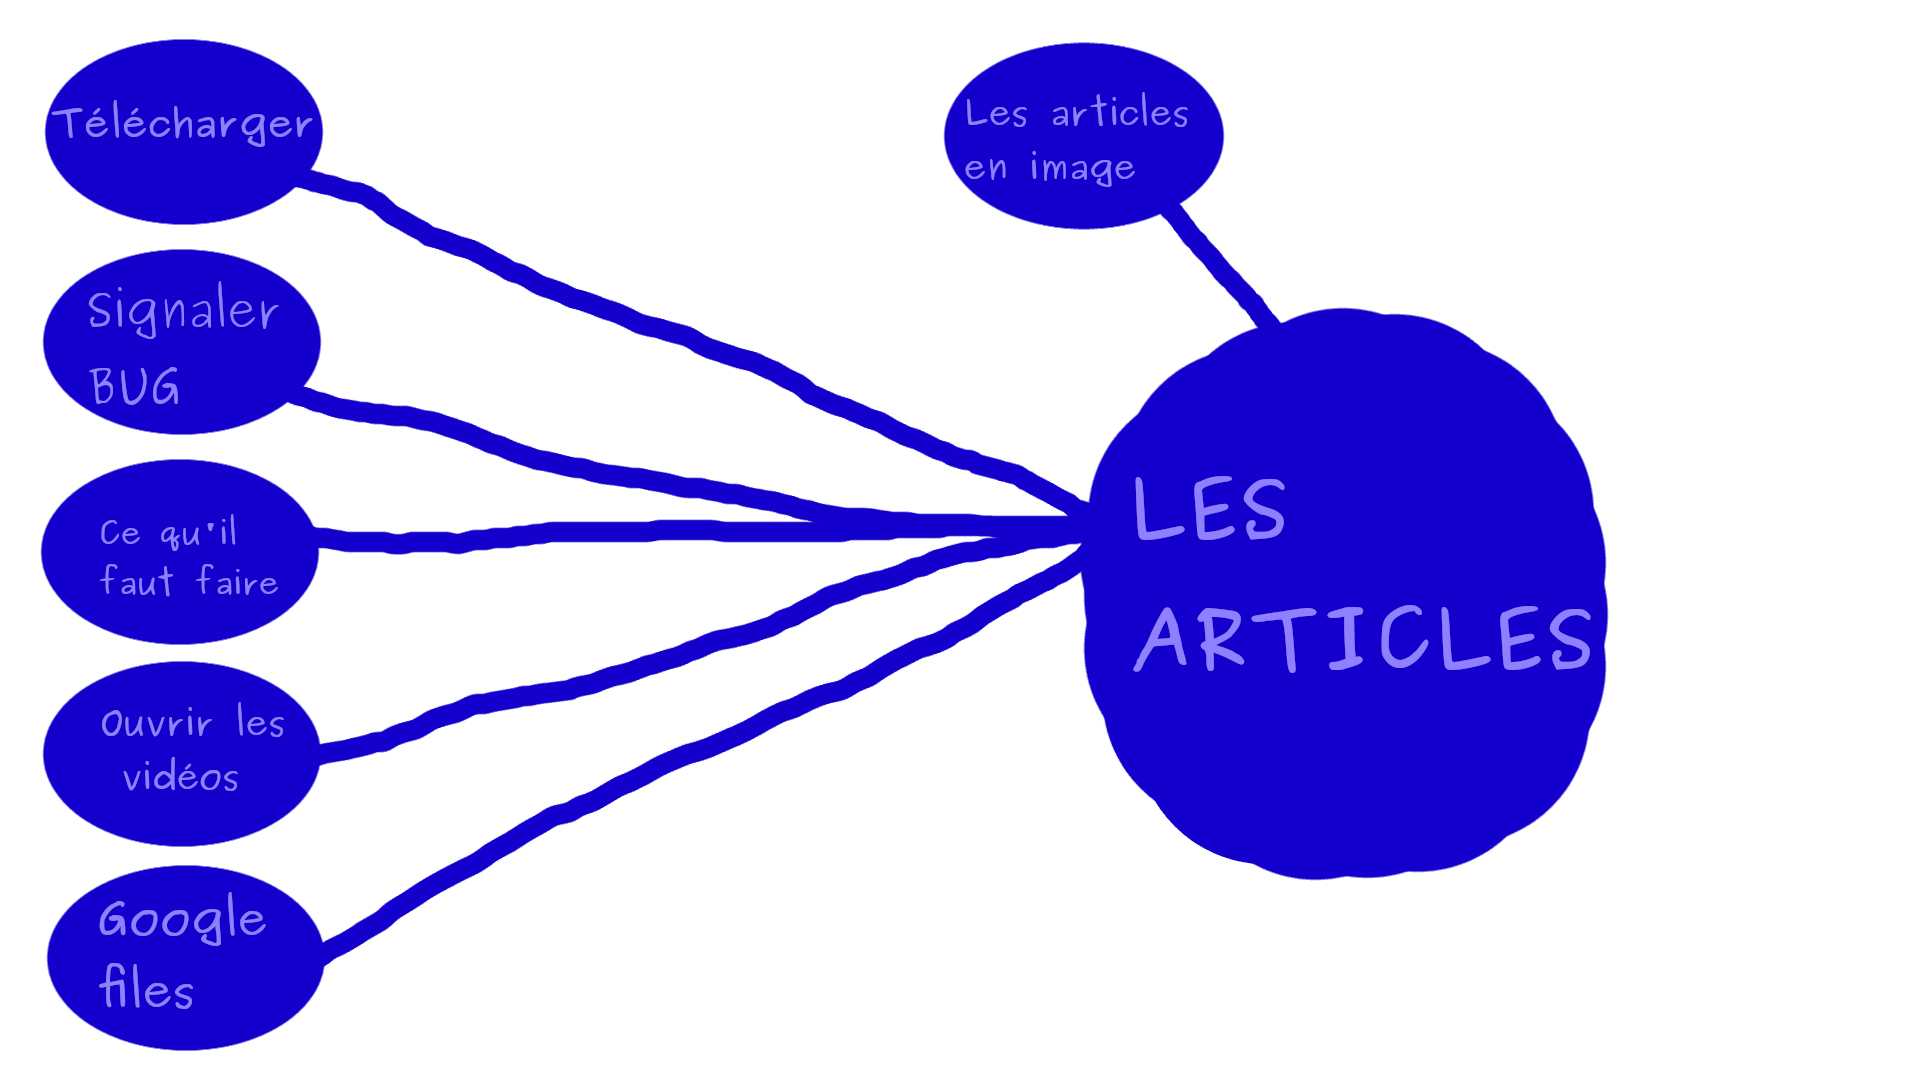 Télécharger
Signaler
BUG
Ce qu'il
faut faire
Ouvrir les
vidéos
Google
files
Les articles
en image
LES
ARTICLES